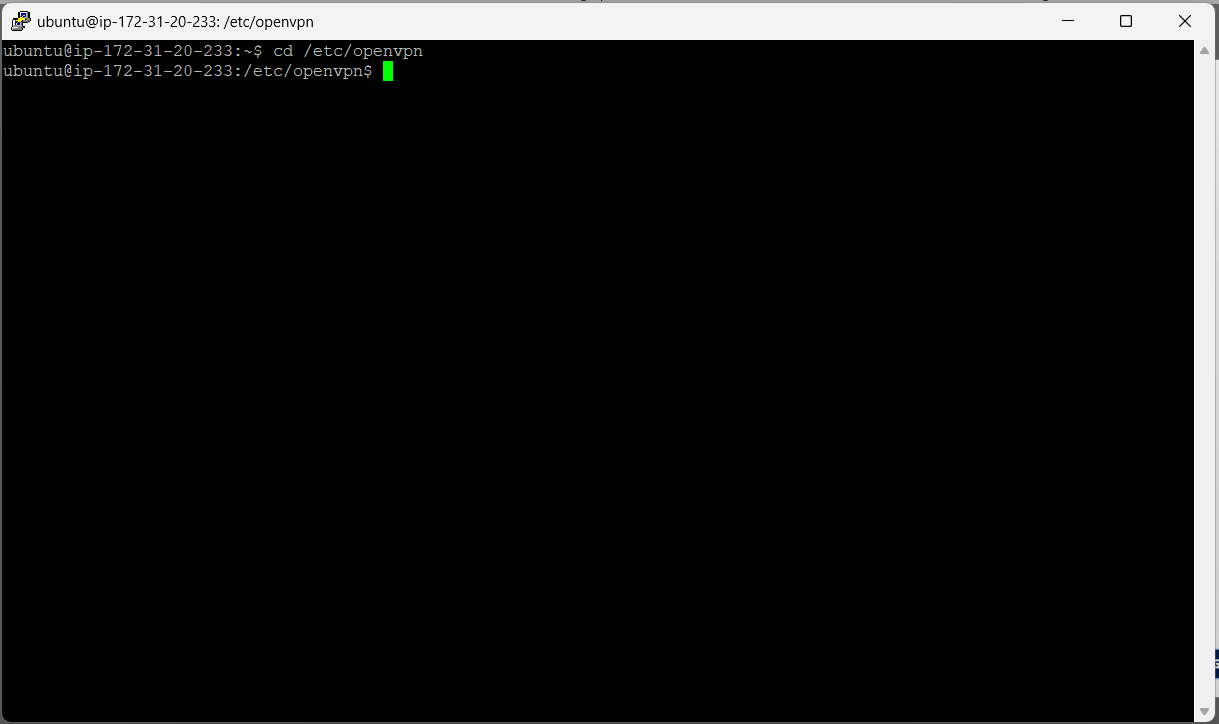 ubuntu@ip-172-31-20-233: /etc/openvpn
ubuntu@ip-172-31-20-233:~$ cd /etc/openvpn
ubuntu@ip-172-31-20-233:/etc/openvpn$